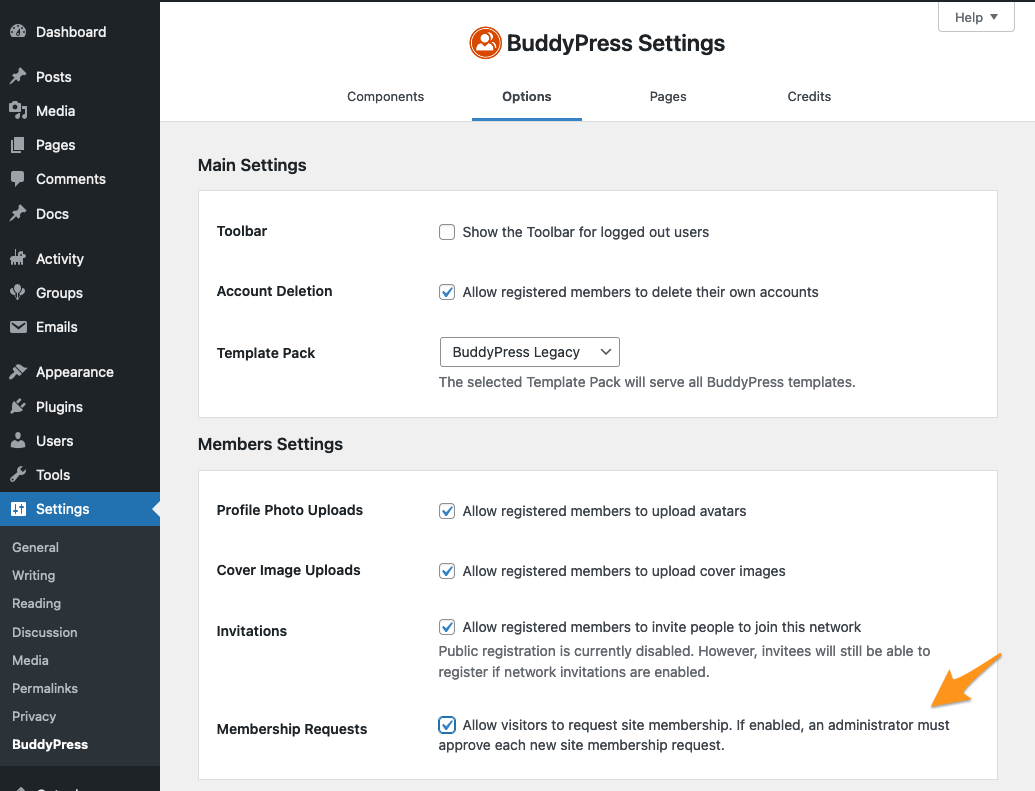 Help
BuddyPress Settings
Components
Options
Pages
Credits
Dashboard
Posts
Media
Pages
Comments
Docs
Activity
Groups
Emails
Appearance
Plugins
Users
Tools
Settings
General
Writing
Reading
Discussion
Media
Permalinks
Privacy
BuddyPress
Main Settings
Toolbar
Show the Toolbar for logged out users
Account Deletion
Allow registered members to delete their own accounts
Template Pack
BuddyPress Legacy
The selected Template Pack will serve all BuddyPress templates.
Members Settings
Profile Photo Uploads
Allow registered members to upload avatars
Cover Image Uploads
Allow registered members to upload cover images
Invitations
Allow registered members to invite people to join this network
Public registration is currently disabled. However, invitees will still be able to
register if network invitations are enabled.
Membership Requests
Allow visitors to request site membership. If enabled, an administrator must
approve each new site membership request.